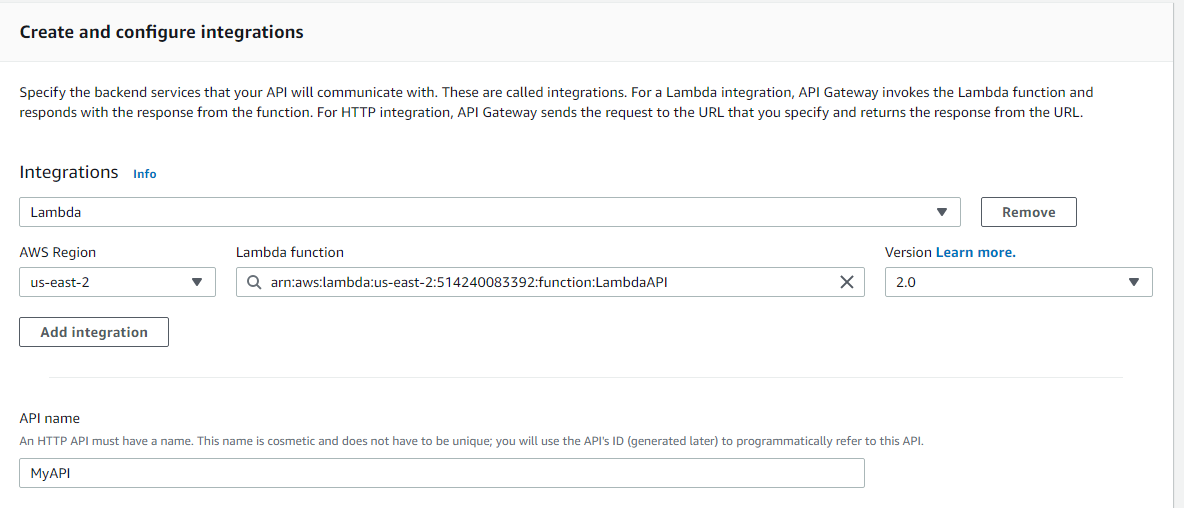 Create and configure integrations
Specify the backend services that your API will communicate with. These are called integrations. For a Lambda integration, API Gateway invokes the Lambda function and
responds with the response from the function. For HTTP integration, API Gateway sends the request to the URL that you specify and returns the response from the URL.
Integrations Info
Lambda Remove
AWS Region Lambda function Version Learn more.
us-east-2 arn:aws:lambda:us-east-2:514240083392:function:LambdaAPI 2.0
Add integration
API name
An HTTP API must have a name. This name is cosmetic and does not have to be unique; you will use the API's ID (generated later) to programmatically refer to this API.
MyAPI